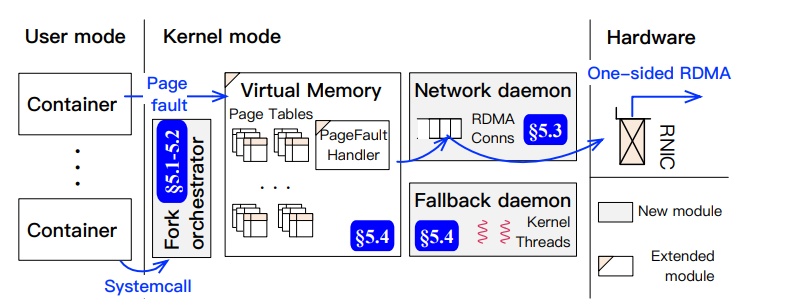 User mode
Kernel mode
Hardware
Container
Page
fault
Fork
orchestrator
§5.1-5.2
Virtual Memory
Page Tables
PageFault
Handler
. . .
§5.4
Network daemon
RDMA
Conns
§5.3
Fallback daemon
§5.4
Kernel
Threads
One-sided RDMA
RNIC
Container
Systemcall
New module
Extended
module